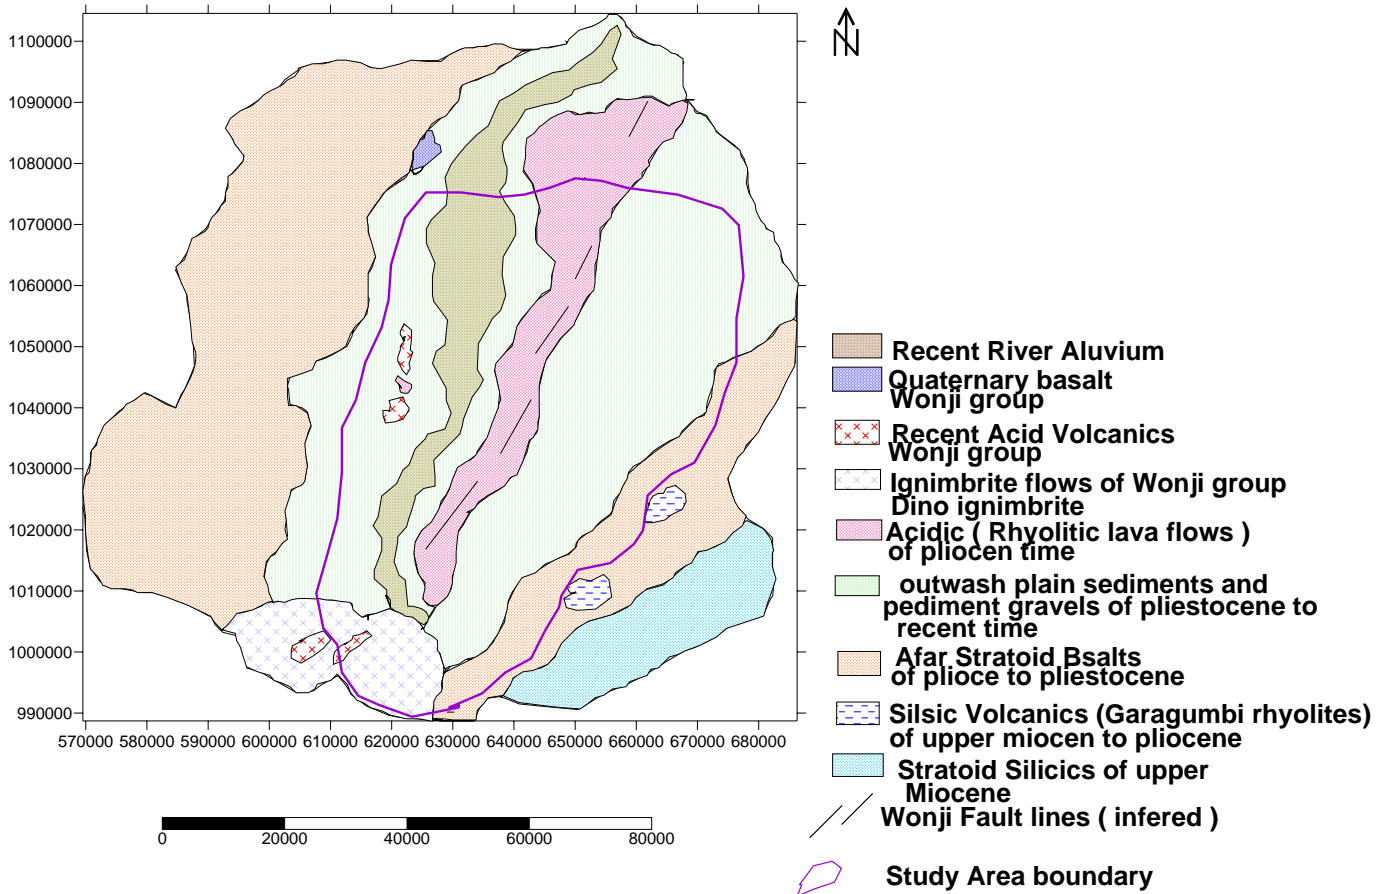 N
1100000
1090000
1080000
1070000
1060000
1050000
1040000
1030000
1020000
1010000
1000000
990000
570000 580000 590000 600000 610000 620000 630000 640000 650000 660000 670000 680000
0 20000 40000 60000 80000
Recent River Aluvium
Quaternary basalt
Wonji group
Recent Acid Volcanics
Wonji group
Ignimbrite flows of Wonji group
Dino ignimbrite
Acidic ( Rhyolitic lava flows )
of pliocen time
outwash plain sediments and
pediment gravels of pliestocene to
recent time
Afar Stratoid Bsalts
of plioce to pliestocene
Silsic Volcanics (Garagumbi rhyolites)
of upper miocen to pliocene
Stratoid Silicics of upper
Miocene
Wonji Fault lines ( infered )
Study Area boundary